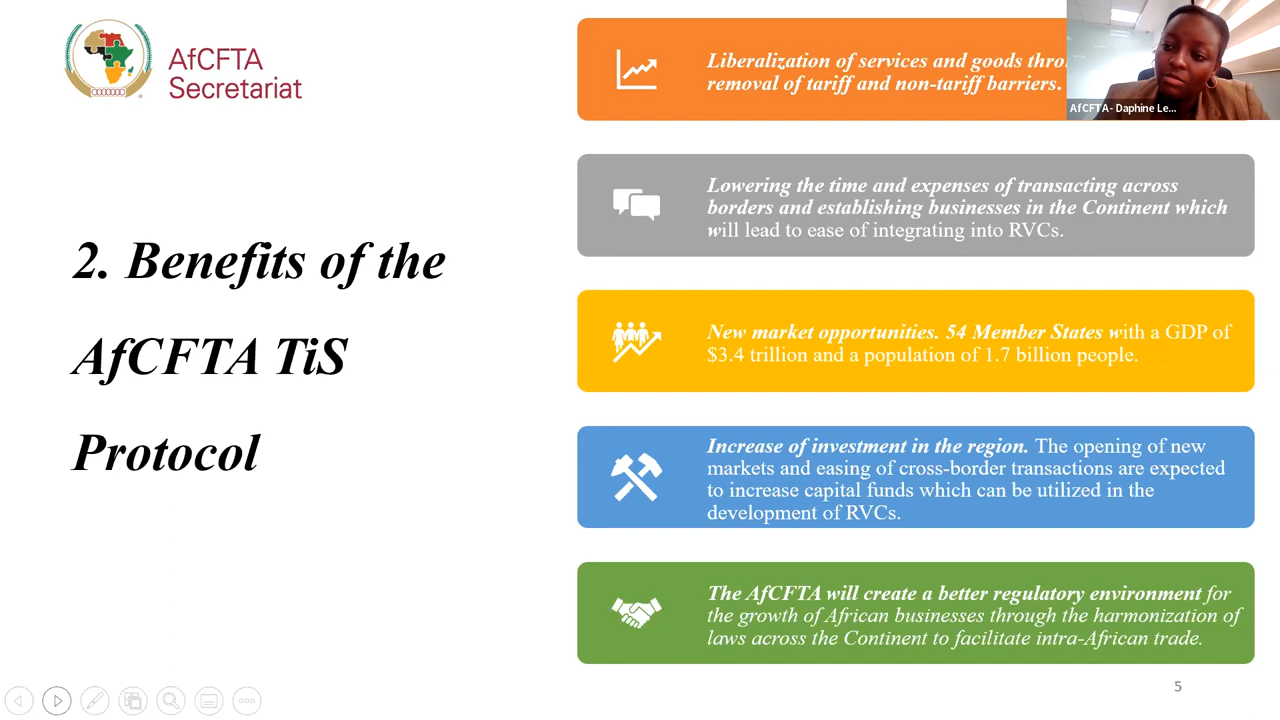 AfCFTA
Secretariat
2. Benefits of the
AfCFTA TiS
Protocol
Liberalization of services and goods thro
removal of tariff and non-tariff barriers.
AfCFTA- Daphine Le...
Lowering the time and expenses of transacting across
borders and establishing businesses in the Continent which
will lead to ease of integrating into RVCs.
New market opportunities. 54 Member States with a GDP of
$3.4 trillion and a population of 1.7 billion people.
Increase of investment in the region. The opening of new
markets and easing of cross-border transactions are expected
to increase capital funds which can be utilized in the
development of RVCs.
The AfCFTA will create a better regulatory environment for
the growth of African businesses through the harmonization of
laws across the Continent to facilitate intra-African trade.
5